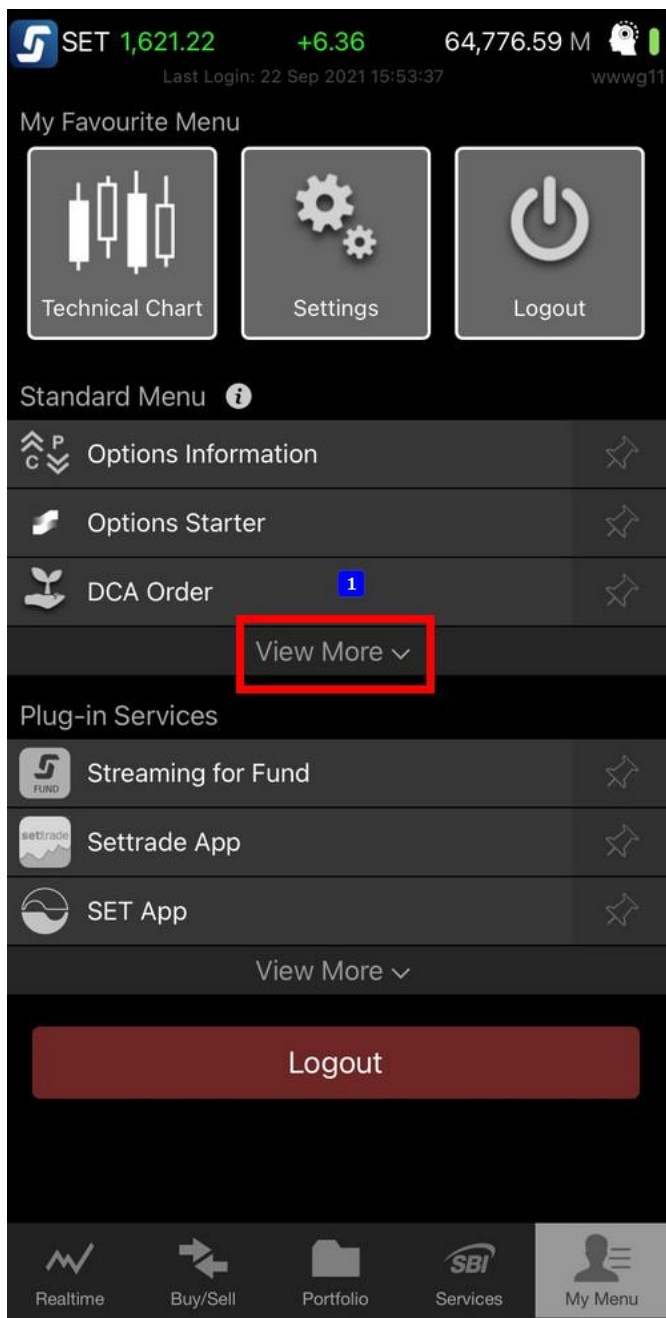 SET 1,621.22 +6.36 64,776.59 M
Last Login: 22 Sep 2021 15:53:37 wwwg11
My Favourite Menu
Technical Chart Settings Logout
Standard Menu i
P
C
Options Information
Options Starter
DCA Order 1
View More
Plug-in Services
FUND Streaming for Fund
settrade Settrade App
SET App
View More
Logout
SBI
Realtime Buy/Sell Portfolio Services My Menu